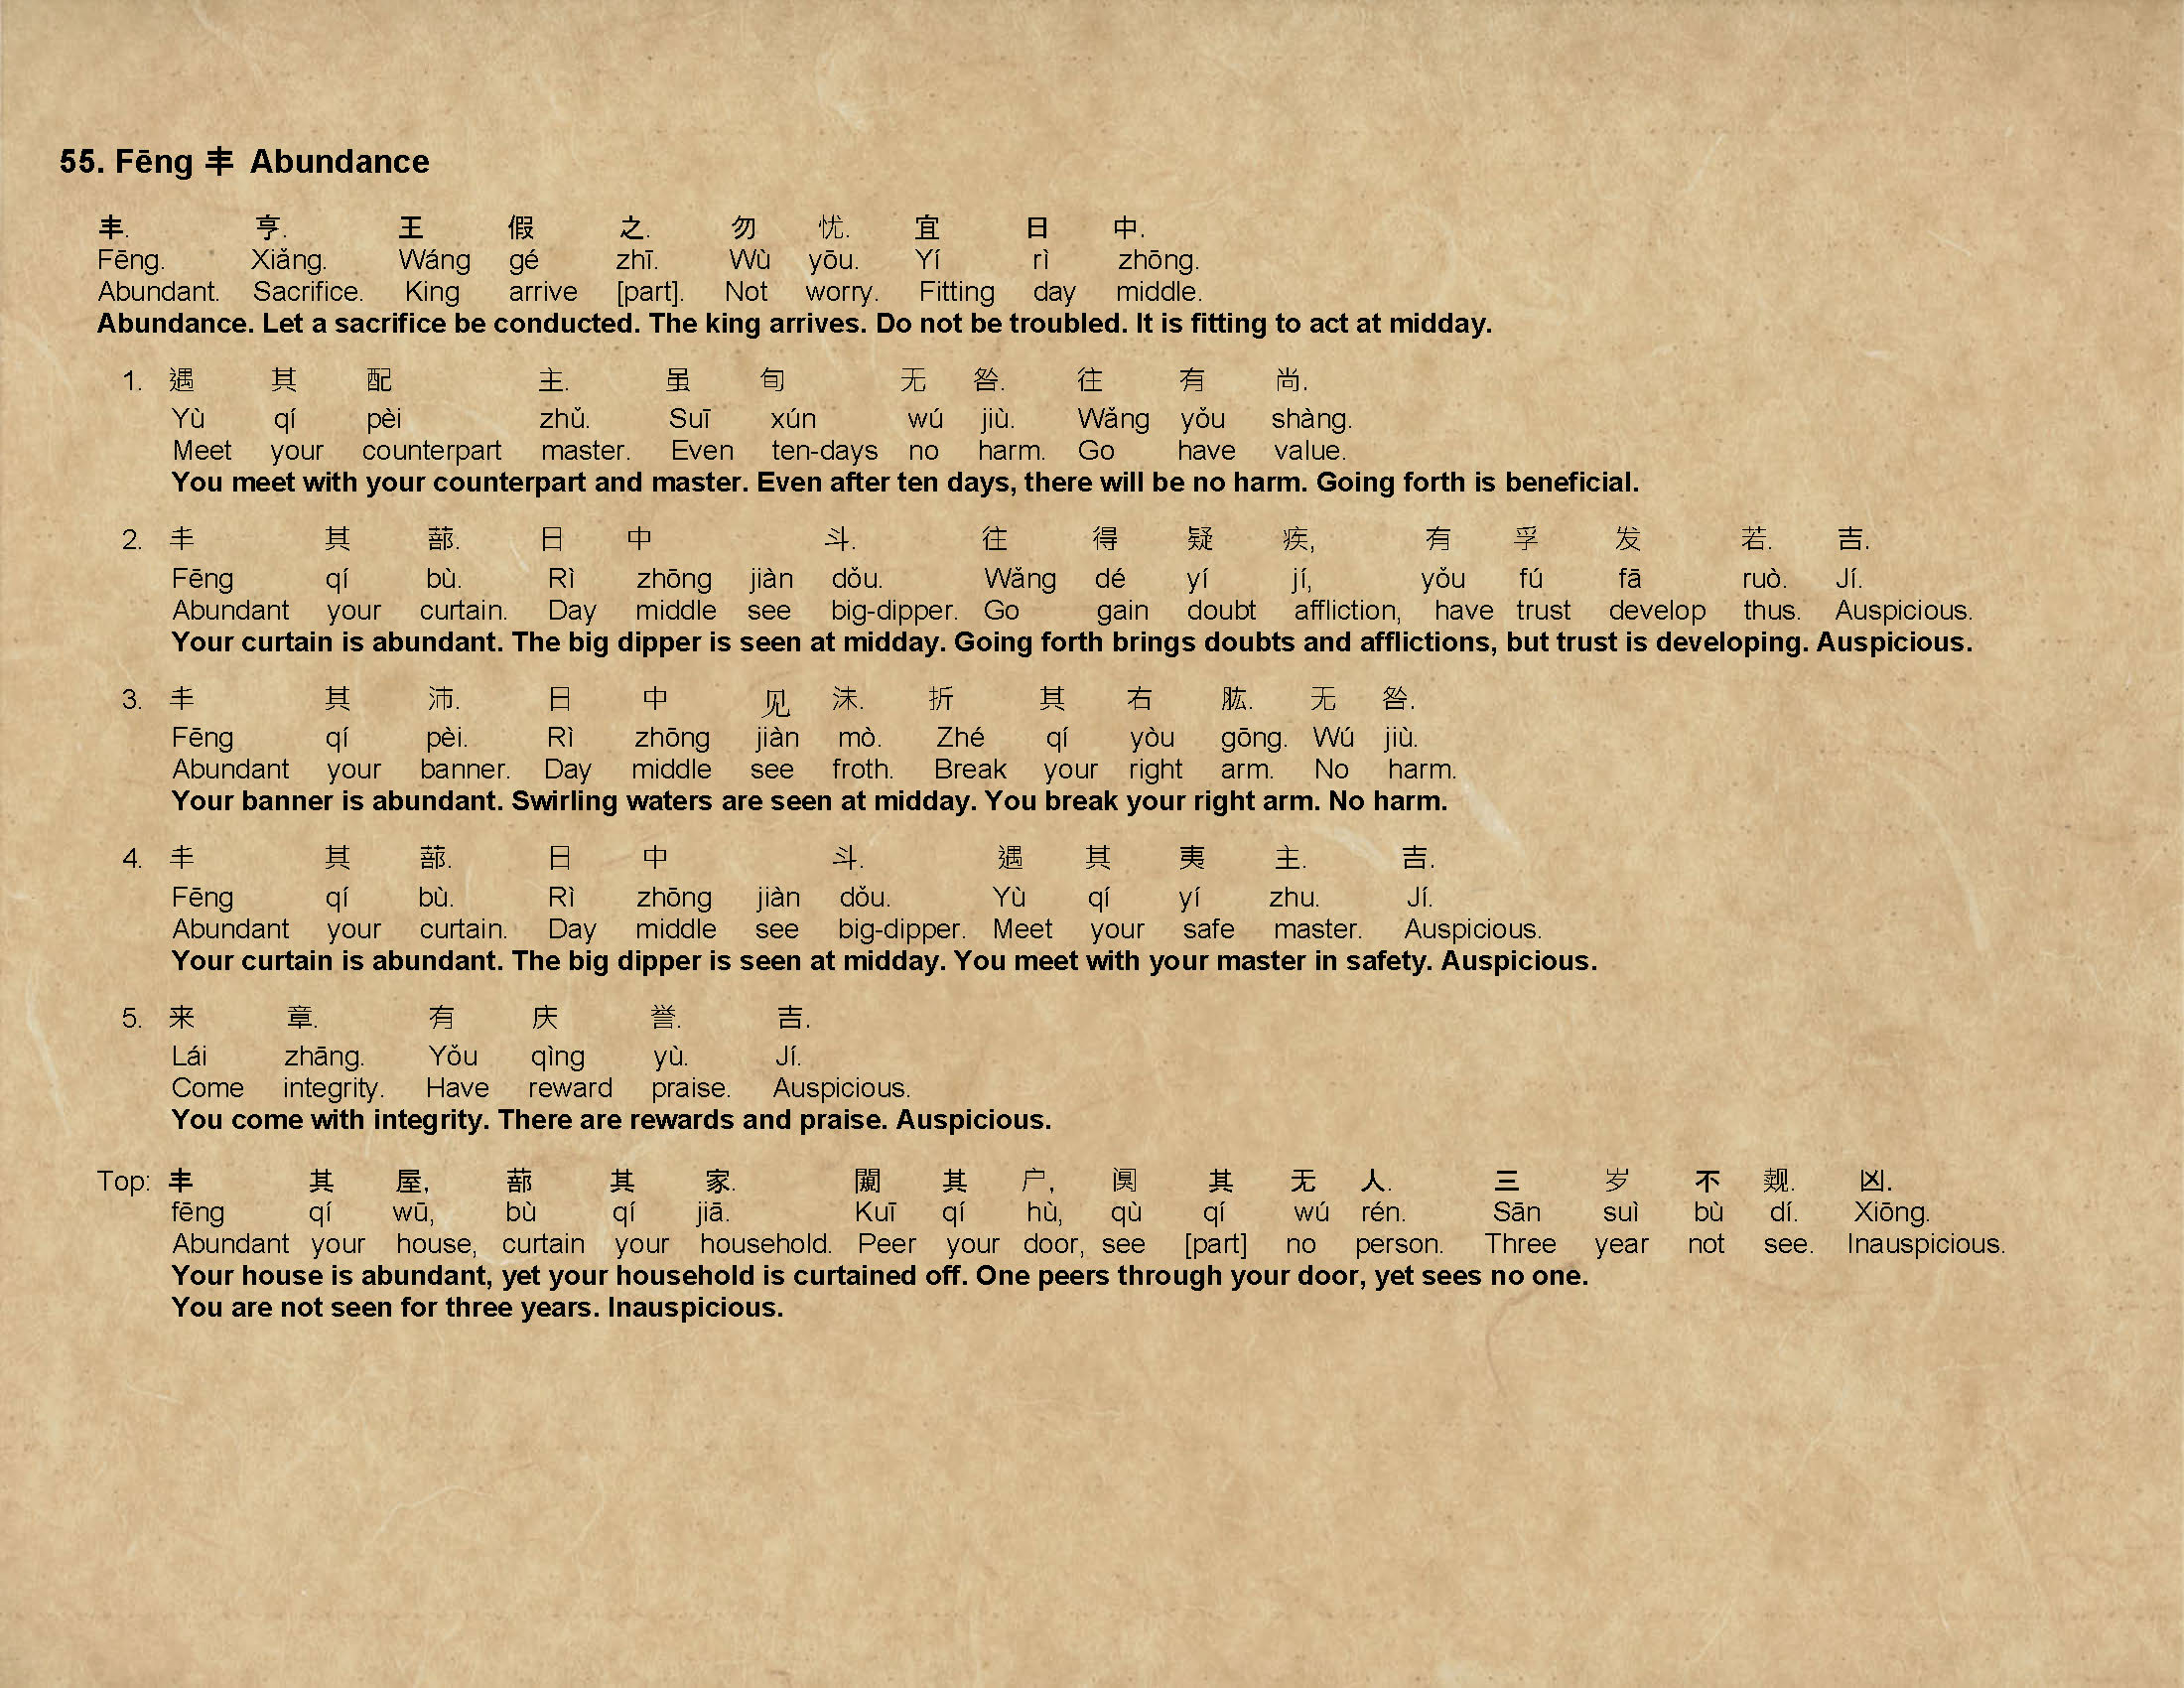 55. Fēng 丰 Abundance
丰. 亨. 王 假 之. 勿 忧. 宜 日 中.
Fēng. Xiǎng. Wáng gé zhī. Wù yōu. Yí rì zhōng.
Abundant. Sacrifice. King arrive [part]. Not worry. Fitting day middle.
Abundance. Let a sacrifice be conducted. The king arrives. Do not be troubled. It is fitting to act at midday.
1. 遇 其 配 主. 虽 旬 无 咎. 往 有 尚.
Yù qí pèi zhǔ. Suī xún wú jiù. Wǎng yǒu shàng.
Meet your counterpart master. Even ten-days no harm. Go have value.
You meet with your counterpart and master. Even after ten days, there will be no harm. Going forth is beneficial.
2. 丰 其 蔀. 日 中 斗. 往 得 疑 疾, 有 孚 发 若. 吉.
Fēng qí bù. Rì zhōng jiàn dǒu. Wǎng dé yí jí, yǒu fú fā ruò. Jí.
Abundant your curtain. Day middle see big-dipper. Go gain doubt affliction, have trust develop thus. Auspicious.
Your curtain is abundant. The big dipper is seen at midday. Going forth brings doubts and afflictions, but trust is developing. Auspicious.
3. 丰 其 沛. 日 中 见 沬. 折 其 右 肱. 无 咎.
Fēng qí pèi. Rì zhōng jiàn mò. Zhé qí yòu gōng. Wú jiù.
Abundant your banner. Day middle see froth. Break your right arm. No harm.
Your banner is abundant. Swirling waters are seen at midday. You break your right arm. No harm.
4. 丰 其 蔀. 日 中 斗. 遇 其 夷 主. 吉.
Fēng qí bù. Rì zhōng jiàn dǒu. Yù qí yí zhu. Jí.
Abundant your curtain. Day middle see big-dipper. Meet your safe master. Auspicious.
Your curtain is abundant. The big dipper is seen at midday. You meet with your master in safety. Auspicious.
5. 来 章. 有 庆 誉. 吉.
Lái zhāng. Yǒu qìng yù. Jí.
Come integrity. Have reward praise. Auspicious.
You come with integrity. There are rewards and praise. Auspicious.
Top: 丰 其 屋, 蔀 其 家. 闚 其 户, 阒 其 无 人. 三 岁 不 觌. 凶.
fēng qí wū, bù qí jiā. Kuī qí hù, qù qí wú rén. Sān suì bù dí. Xiōng.
Abundant your house, curtain your household. Peer your door, see [part] no person. Three year not see. Inauspicious.
Your house is abundant, yet your household is curtained off. One peers through your door, yet sees no one.
You are not seen for three years. Inauspicious.